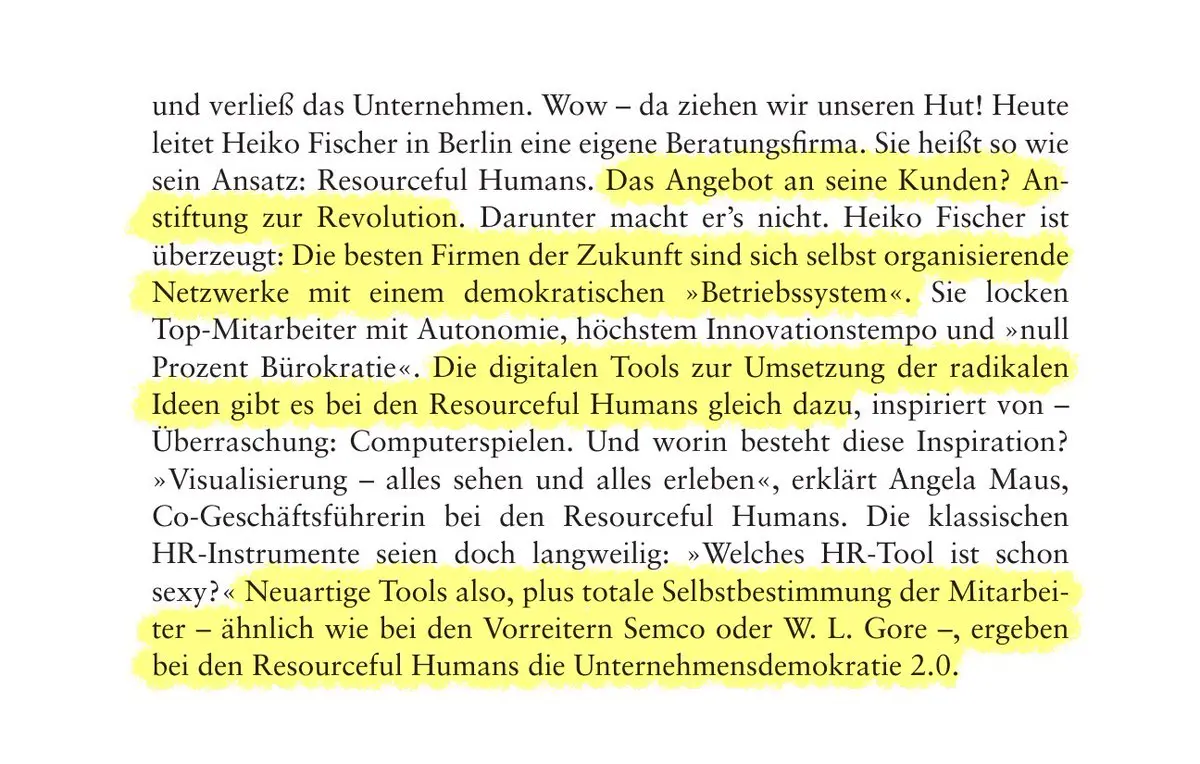 und verließ das Unternehmen. Wow – da ziehen wir unseren Hut! Heute
leitet Heiko Fischer in Berlin eine eigene Beratungsfirma. Sie heißt so wie
sein Ansatz: Resourceful Humans. Das Angebot an seine Kunden? An-
stiftung zur Revolution. Darunter macht er’s nicht. Heiko Fischer ist
überzeugt: Die besten Firmen der Zukunft sind sich selbst organisierende
Netzwerke mit einem demokratischen »Betriebssystem«. Sie locken
Top-Mitarbeiter mit Autonomie, höchstem Innovationstempo und »null
Prozent Bürokratie«. Die digitalen Tools zur Umsetzung der radikalen
Ideen gibt es bei den Resourceful Humans gleich dazu, inspiriert von –
Überraschung: Computerspielen. Und worin besteht diese Inspiration?
»Visualisierung – alles sehen und alles erleben«, erklärt Angela Maus,
Co-Geschäftsführerin bei den Resourceful Humans. Die klassischen
HR-Instrumente seien doch langweilig: »Welches HR-Tool ist schon
sexy?« Neuartige Tools also, plus totale Selbstbestimmung der Mitarbei-
ter – ähnlich wie bei den Vorreitern Semco oder W. L. Gore –, ergeben
bei den Resourceful Humans die Unternehmensdemokratie 2.0.